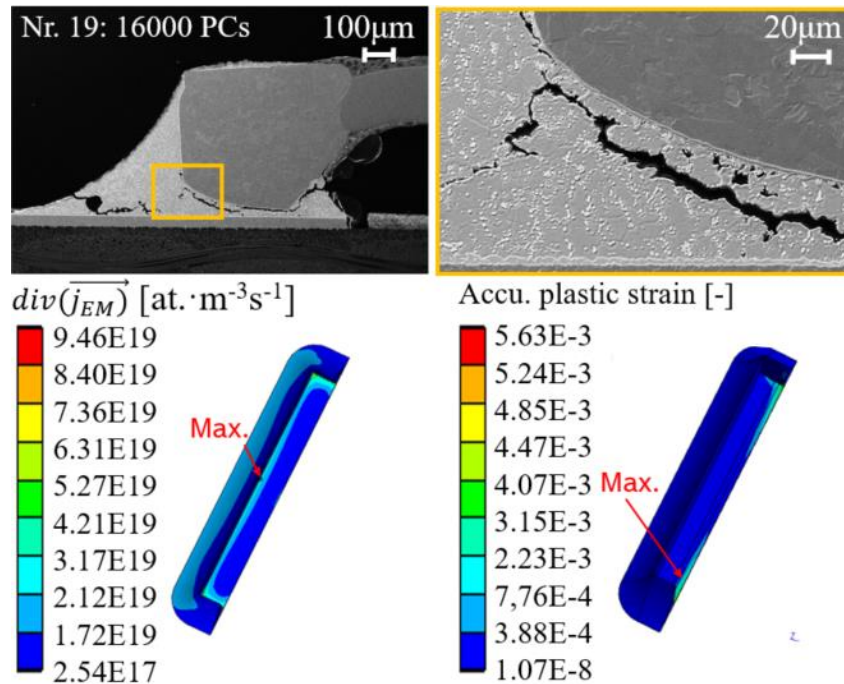 Nr. 19: 16000 PCs
100µm
20µm
div(j_EM) [at.·m⁻³s⁻¹]
9.46E19
8.40E19
7.36E19
6.31E19
5.27E19
4.21E19
3.17E19
2.12E19
1.72E19
2.54E17
Max.
Accu. plastic strain [-]
5.63E-3
5.24E-3
4.85E-3
4.47E-3
4.07E-3
3.15E-3
2.23E-3
7,76E-4
3.88E-4
1.07E-8
Max.